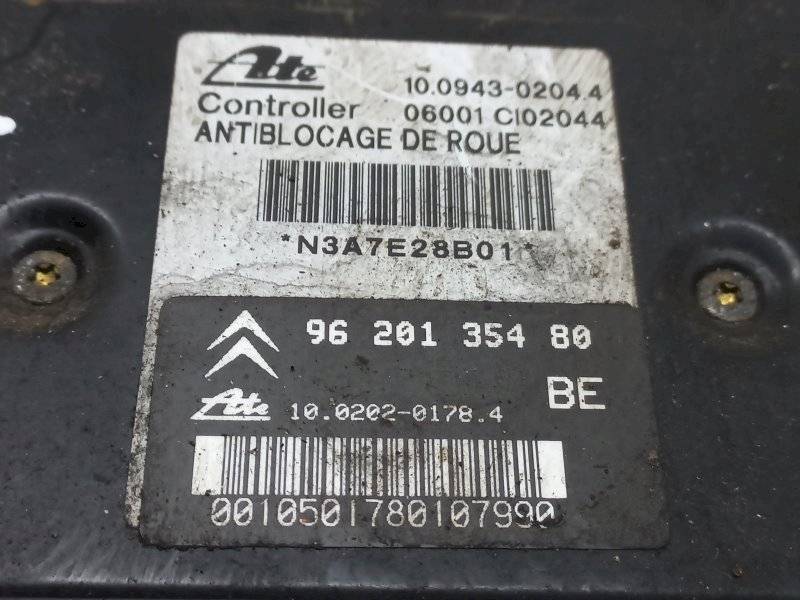 Ate 10.0943-0204.4
Controller 06001 CI02044
ANTIBLOCAGE DE ROUE
*N3A7E28B01*
96 201 354 80
Ate 10.0202-0178.4 BE
0010501780107990